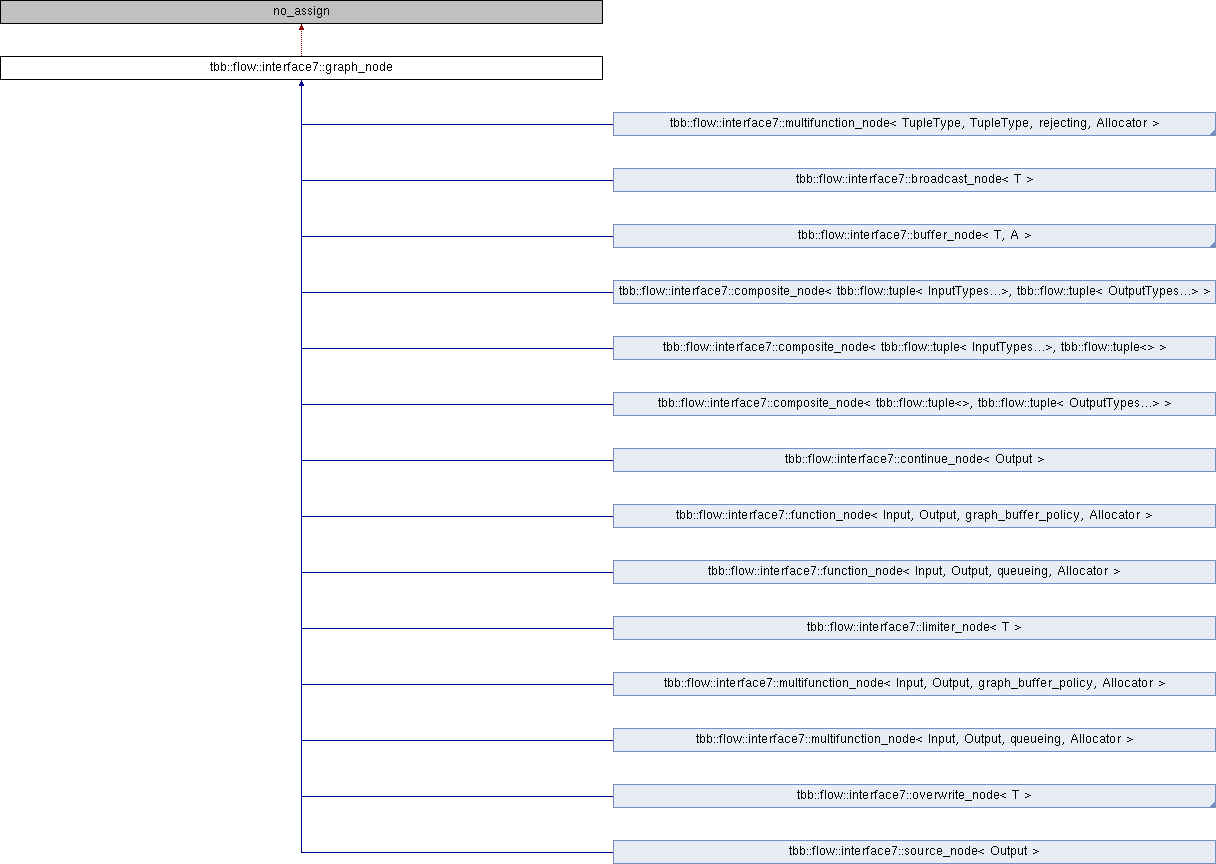 no_assign
tbb::flow::interface7::graph_node
tbb::flow::interface7::multifunction_node< TupleType, TupleType, rejecting, Allocator >
tbb::flow::interface7::broadcast_node< T >
tbb::flow::interface7::buffer_node< T, A >
tbb::flow::interface7::composite_node< tbb::flow::tuple< InputTypes...>, tbb::flow::tuple< OutputTypes...> >
tbb::flow::interface7::composite_node< tbb::flow::tuple< InputTypes...>, tbb::flow::tuple<> >
tbb::flow::interface7::composite_node< tbb::flow::tuple<>, tbb::flow::tuple< OutputTypes...> >
tbb::flow::interface7::continue_node< Output >
tbb::flow::interface7::function_node< Input, Output, graph_buffer_policy, Allocator >
tbb::flow::interface7::function_node< Input, Output, queueing, Allocator >
tbb::flow::interface7::limiter_node< T >
tbb::flow::interface7::multifunction_node< Input, Output, graph_buffer_policy, Allocator >
tbb::flow::interface7::multifunction_node< Input, Output, queueing, Allocator >
tbb::flow::interface7::overwrite_node< T >
tbb::flow::interface7::source_node< Output >